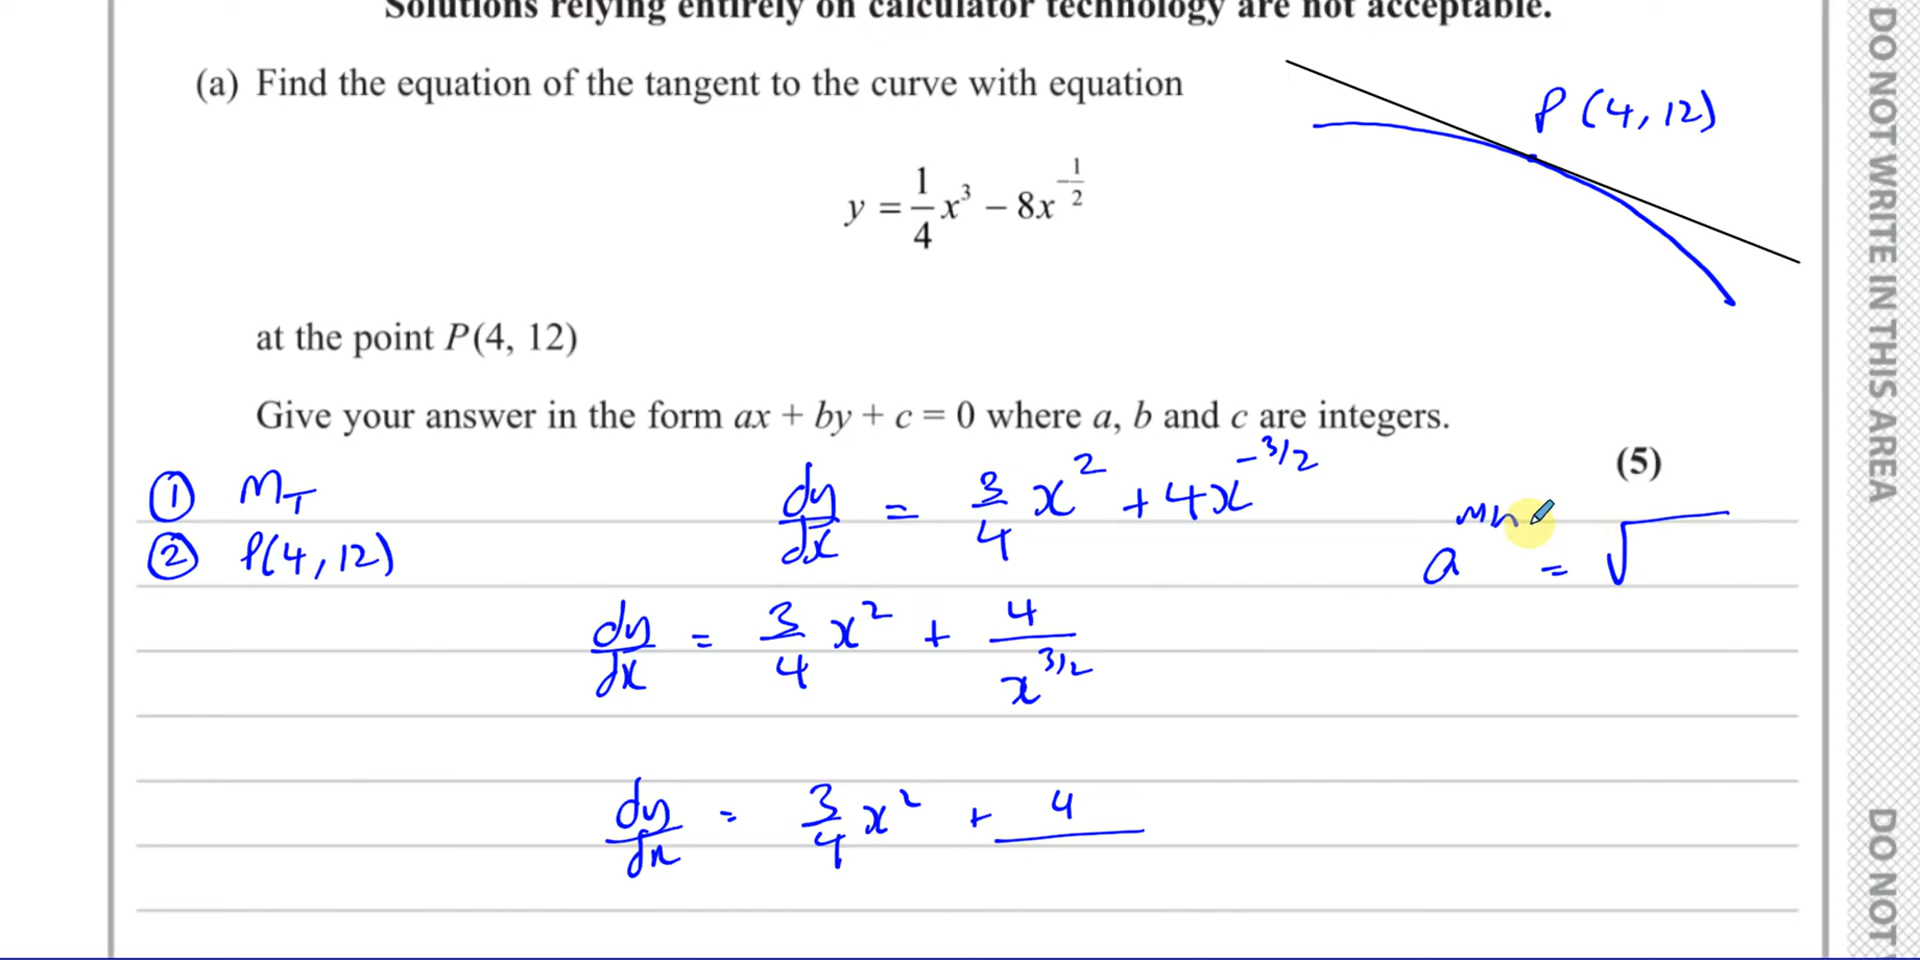 Solutions relying entirely on calculator technology are not acceptable.
(a) Find the equation of the tangent to the curve with equation
P (4, 12)
y = 1/4 x³ − 8x^(−1/2)
at the point P(4, 12)
Give your answer in the form ax + by + c = 0 where a, b and c are integers.
(5)
① m_T
② P(4, 12)
dy/dx = 3/4 x² + 4x^(−3/2)
a^(m/n) = √
dy/dx = 3/4 x² + 4/x^(3/2)
dy/dx = 3/4 x² + 4/
DO NOT WRITE IN THIS AREA
DO NOT